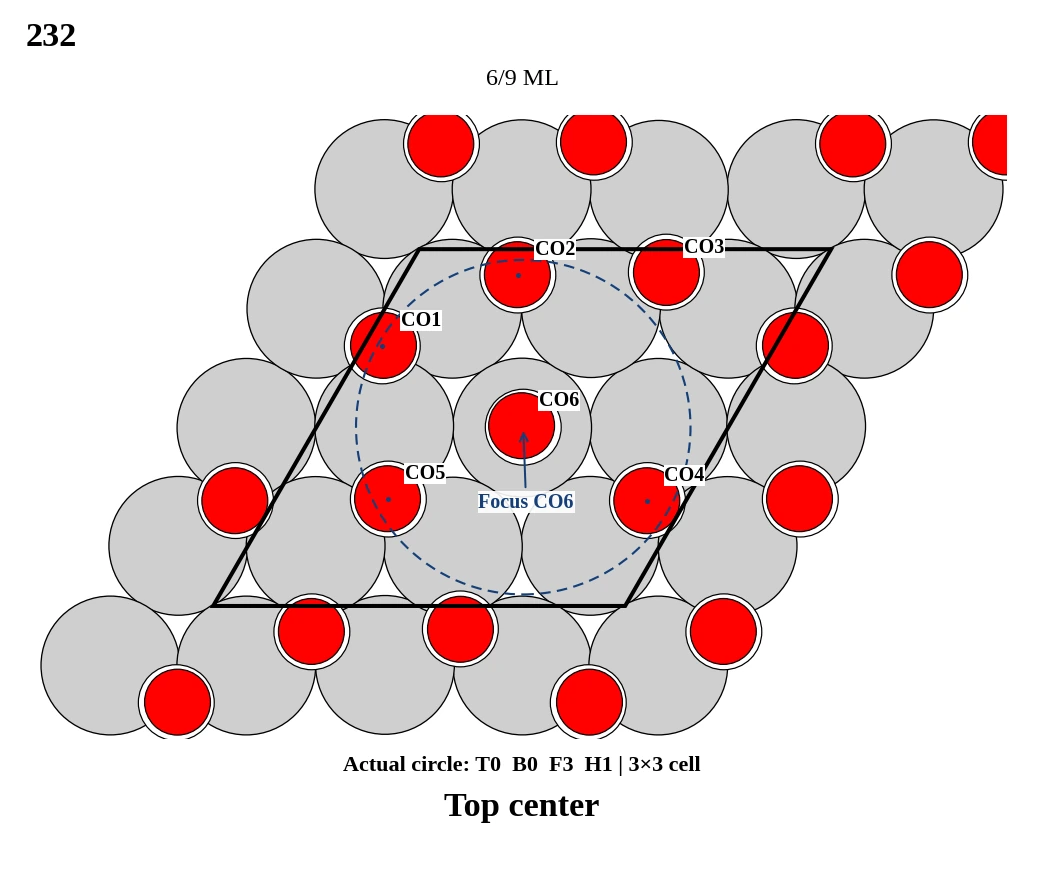 232
6/9 ML
CO2
CO3
CO1
CO6
CO5
CO4
Focus CO6
Actual circle: T0 B0 F3 H1 | 3×3 cell
Top center